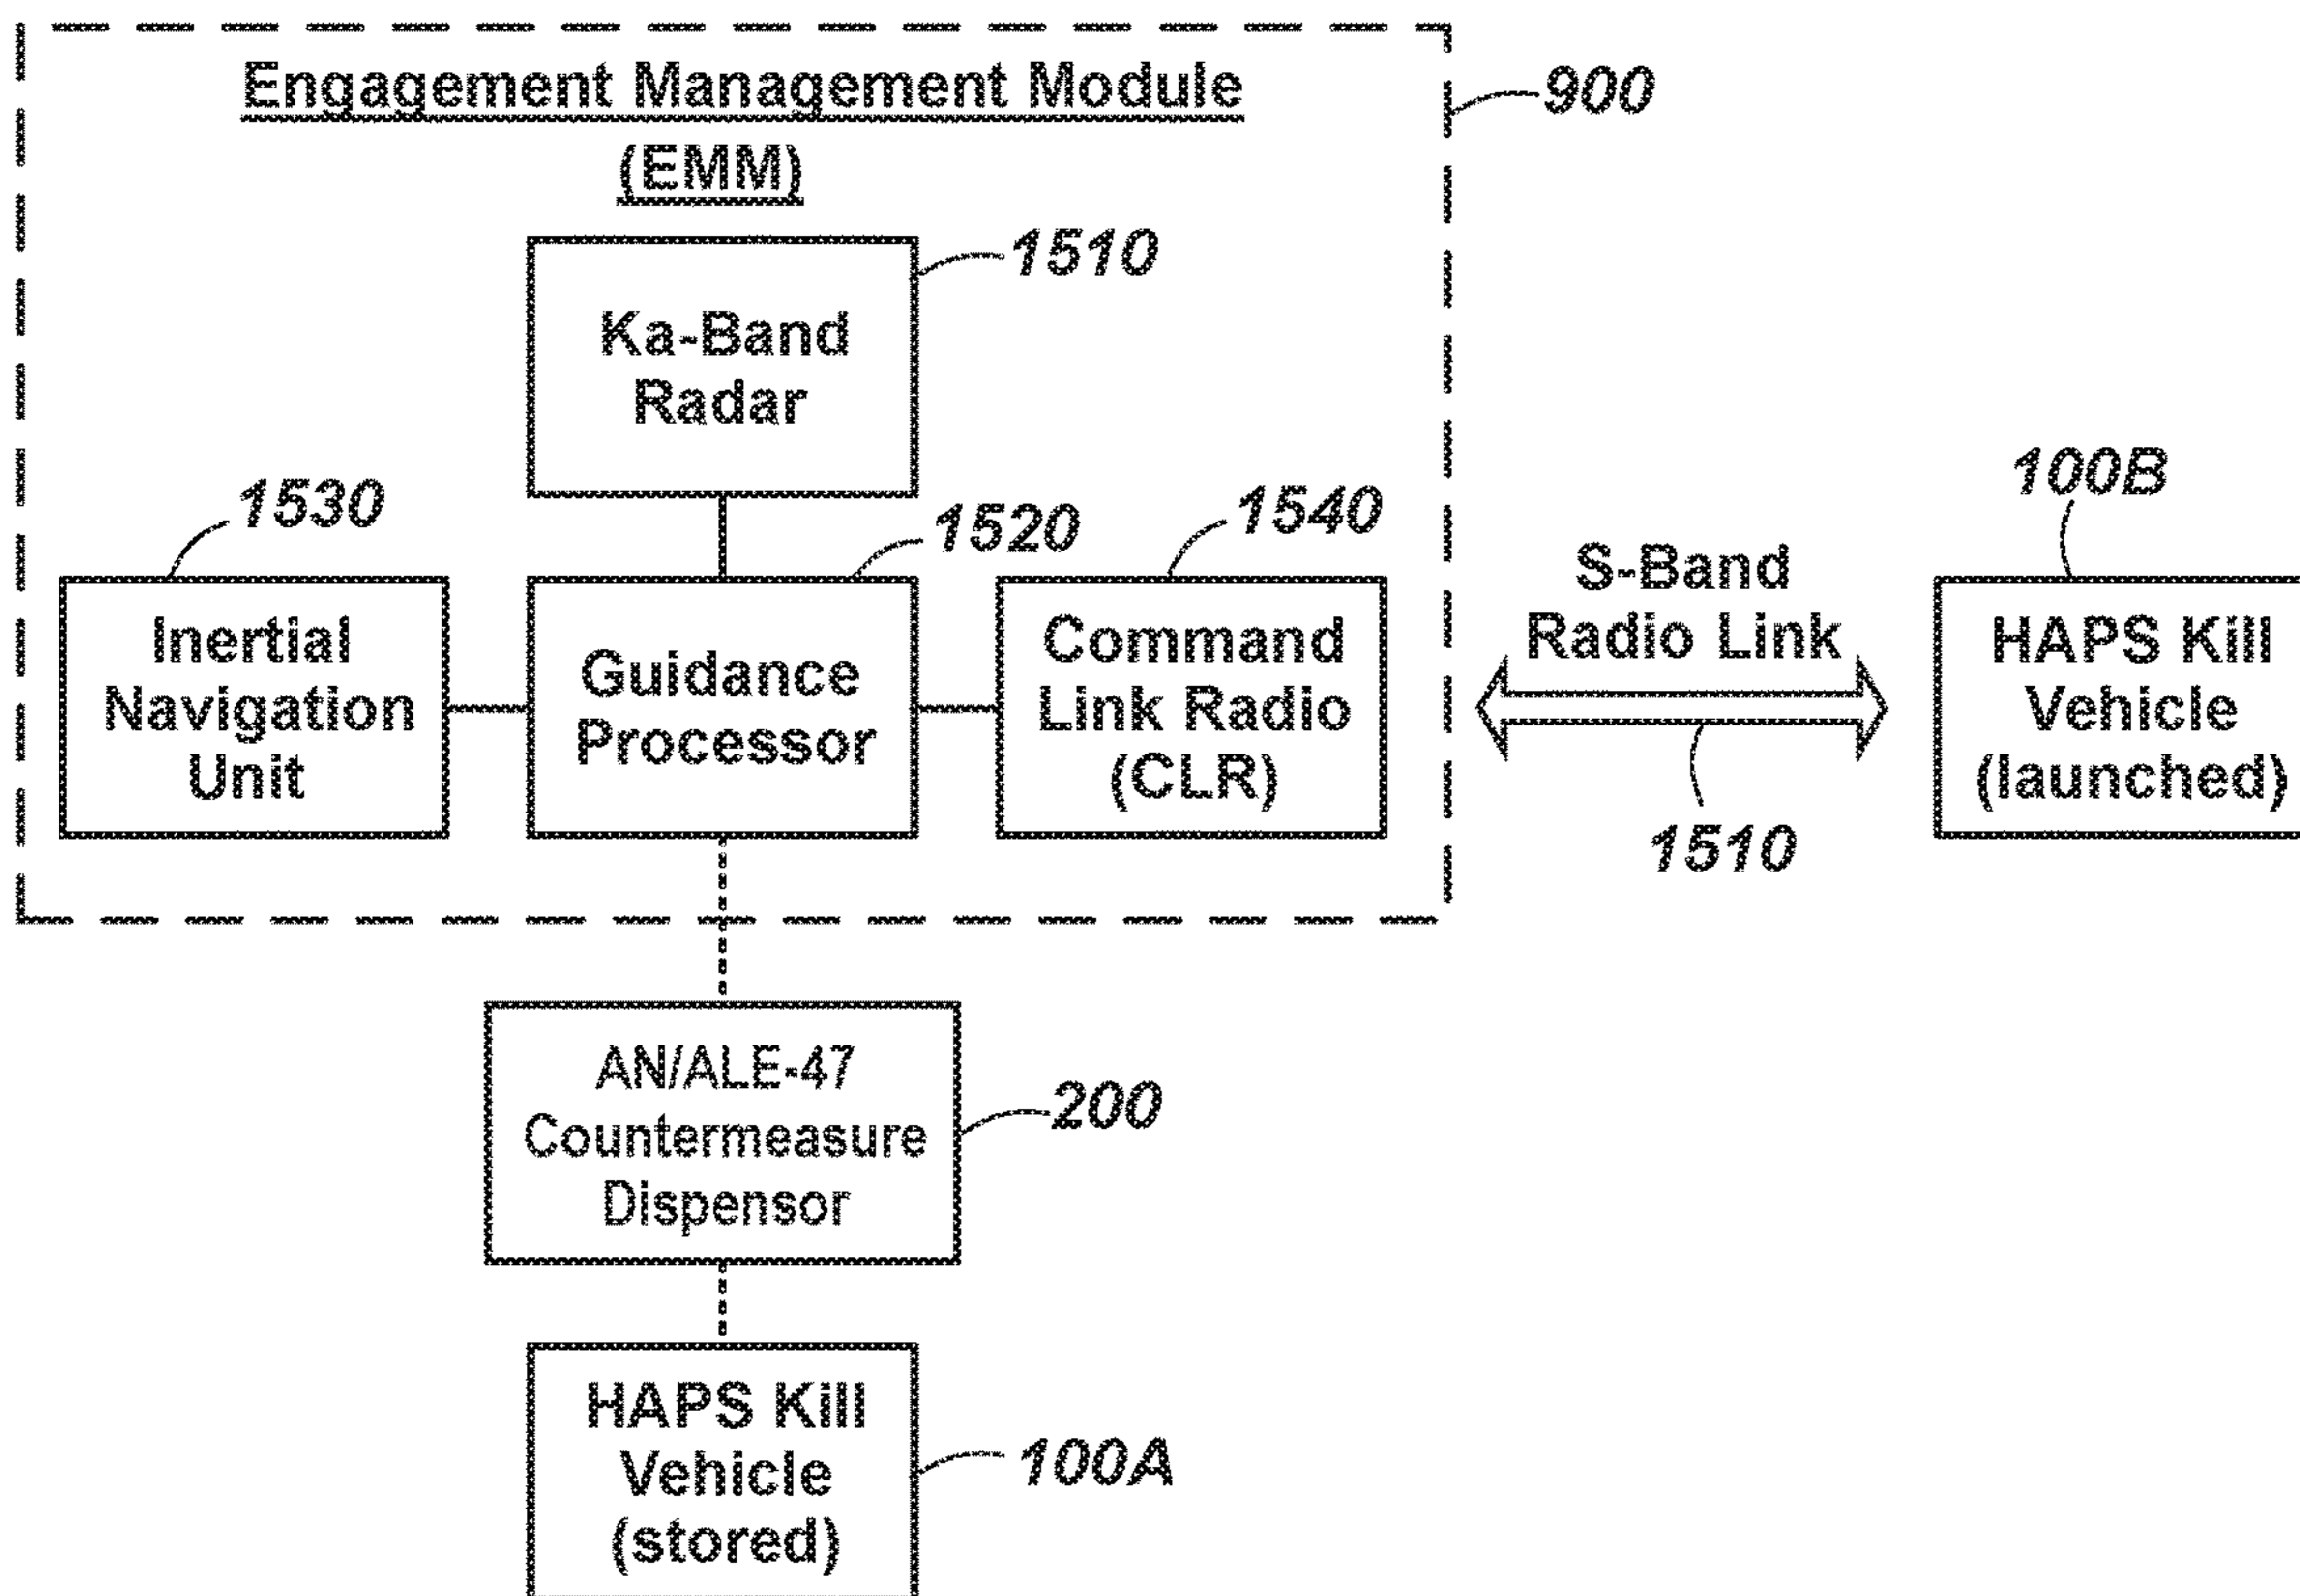 Engagement Management Module
(EMM)
900
1510
Ka-Band
Radar
1530
1520
1540
100B
Inertial
Navigation
Unit
Guidance
Processor
Command
Link Radio
(CLR)
S-Band
Radio Link
1510
HAPS Kill
Vehicle
(launched)
AN/ALE-47
Countermeasure
Dispensor
200
HAPS Kill
Vehicle
(stored)
100A